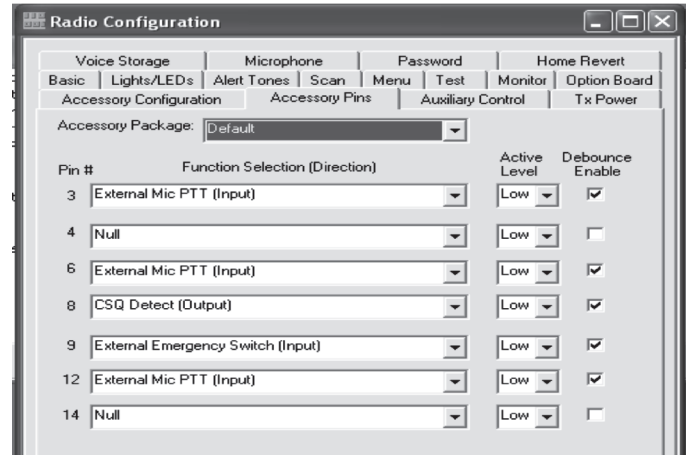 Radio Configuration
Voice Storage Microphone Password Home Revert
Basic Lights/LEDs Alert Tones Scan Menu Test Monitor Option Board
Accessory Configuration Accessory Pins Auxiliary Control Tx Power
Accessory Package: Default
Pin # Function Selection (Direction) Active Level Debounce Enable
3 External Mic PTT (Input) Low
4 Null Low
6 External Mic PTT (Input) Low
8 CSQ Detect (Output) Low
9 External Emergency Switch (Input) Low
12 External Mic PTT (Input) Low
14 Null Low